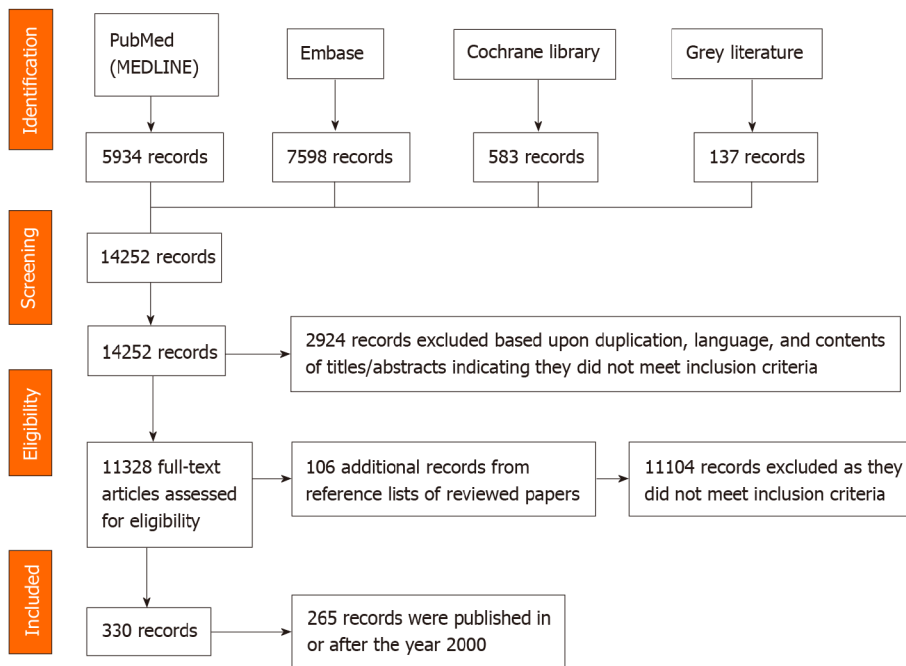 Identification
PubMed
(MEDLINE)
Embase
Cochrane library
Grey literature
5934 records
7598 records
583 records
137 records
Screening
14252 records
14252 records
2924 records excluded based upon duplication, language, and contents
of titles/abstracts indicating they did not meet inclusion criteria
Eligibility
11328 full-text
articles assessed
for eligibility
106 additional records from
reference lists of reviewed papers
11104 records excluded as they
did not meet inclusion criteria
Included
330 records
265 records were published in
or after the year 2000